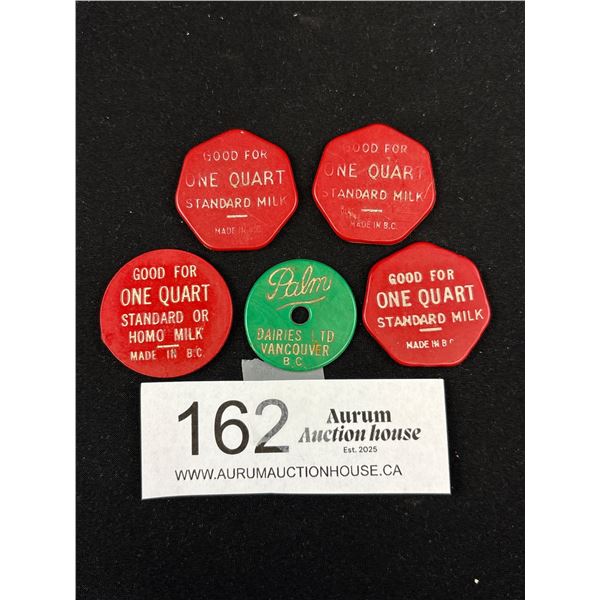 GOOD FOR
ONE QUART
STANDARD MILK
MADE IN B.C.
GOOD FOR
ONE QUART
STANDARD MILK
MADE IN B.C.
GOOD FOR
ONE QUART
STANDARD OR
HOMO MILK
MADE IN B.C.
Palm
DAIRIES LTD
VANCOUVER
B C
GOOD FOR
ONE QUART
STANDARD MILK
MADE IN B.C.
162
Aurum
Auction house
Est. 2025
WWW.AURUMAUCTIONHOUSE.CA